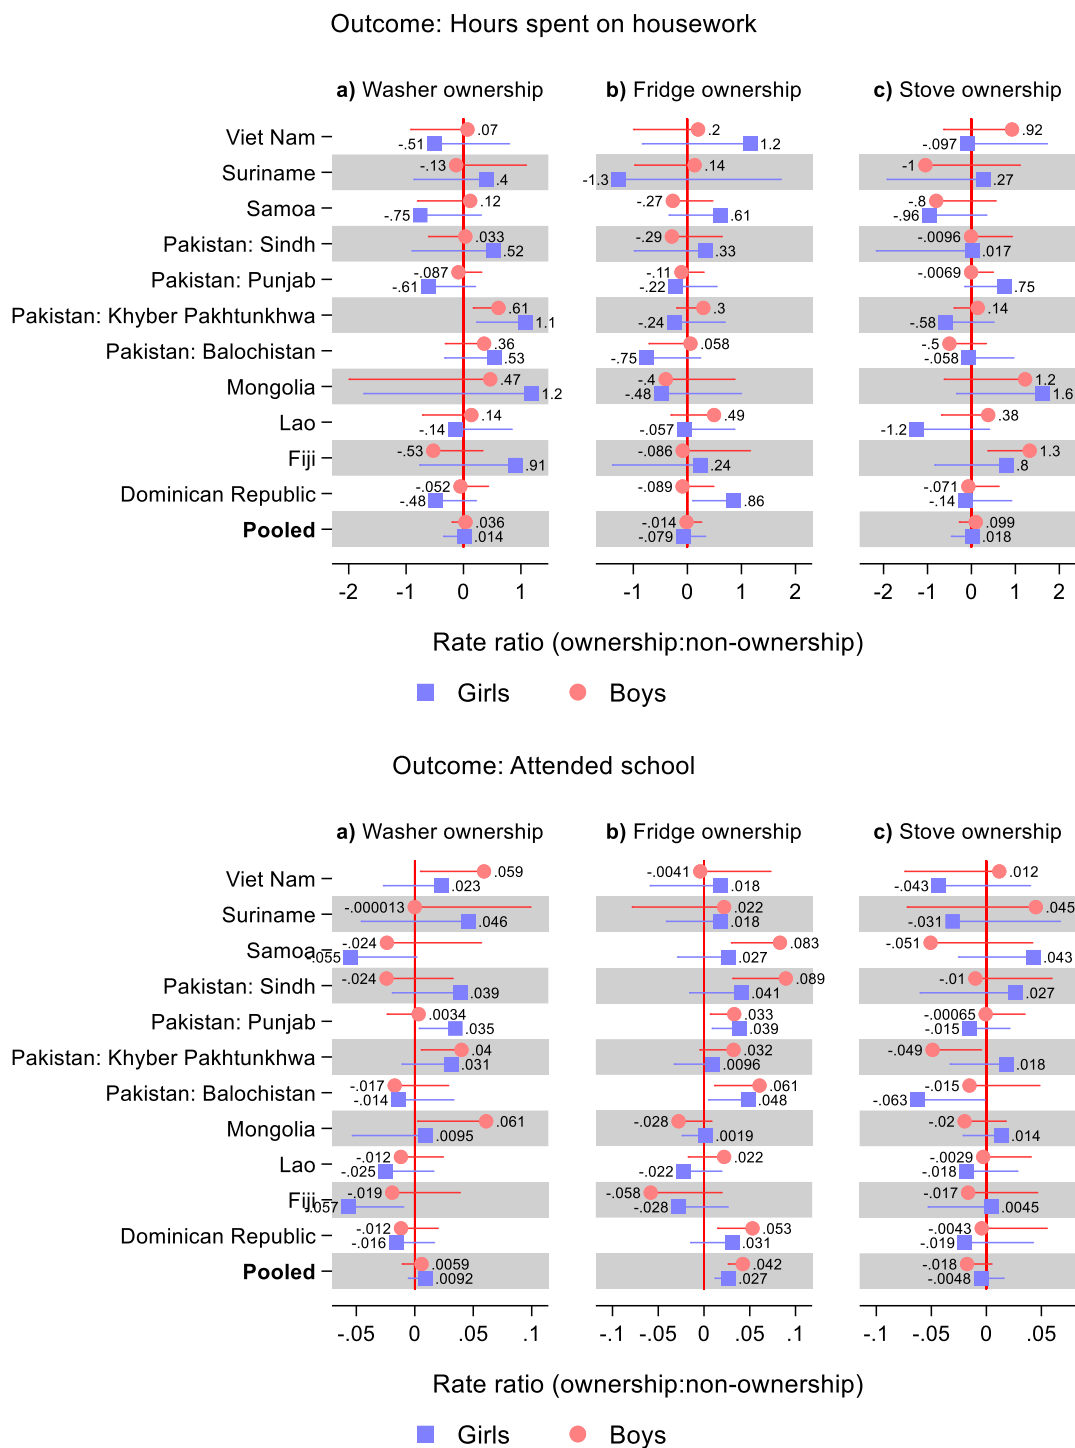 Outcome: Hours spent on housework
a) Washer ownership b) Fridge ownership c) Stove ownership
Viet Nam .07 -.51 .2 1.2 .92 -.097
Suriname -.13 .4 .14 -1.3 -1 .27
Samoa .12 -.75 -.27 .61 -.8 -.96
Pakistan: Sindh .033 .52 -.29 .33 -.0096 .017
Pakistan: Punjab -.087 -.61 -.11 -.22 -.0069 .75
Pakistan: Khyber Pakhtunkhwa .61 1.1 .3 -.24 .14 -.58
Pakistan: Balochistan .36 .53 .058 -.75 -.5 -.058
Mongolia .47 1.2 -.4 -.48 1.2 1.6
Lao .14 -.14 .49 -.057 .38 -1.2
Fiji -.53 .91 -.086 .24 1.3 .8
Dominican Republic -.052 -.48 -.089 .86 -.071 -.14
Pooled .036 .014 -.014 -.079 .099 .018
-2 -1 0 1 -1 0 1 2 -2 -1 0 1 2
Rate ratio (ownership:non-ownership)
Girls Boys
Outcome: Attended school
a) Washer ownership b) Fridge ownership c) Stove ownership
Viet Nam .059 .023 -.0041 .018 .012 -.043
Suriname -.000013 .046 .022 .018 .045 -.031
Samoa -.024 .055 .083 .027 -.051 .043
Pakistan: Sindh -.024 .039 .089 .041 -.01 .027
Pakistan: Punjab .0034 .035 .033 .039 -.00065 -.015
Pakistan: Khyber Pakhtunkhwa .04 .031 .032 .0096 -.049 .018
Pakistan: Balochistan -.017 -.014 .061 .048 -.015 -.063
Mongolia .061 .0095 -.028 .0019 -.02 .014
Lao -.012 -.025 .022 -.022 -.0029 -.018
Fiji -.019 .057 -.058 -.028 -.017 .0045
Dominican Republic -.012 -.016 .053 .031 -.0043 -.019
Pooled .0059 .0092 .042 .027 -.018 -.0048
-.05 0 .05 .1 -.1 -.05 0 .05 .1 -.1 -.05 0 .05
Rate ratio (ownership:non-ownership)
Girls Boys